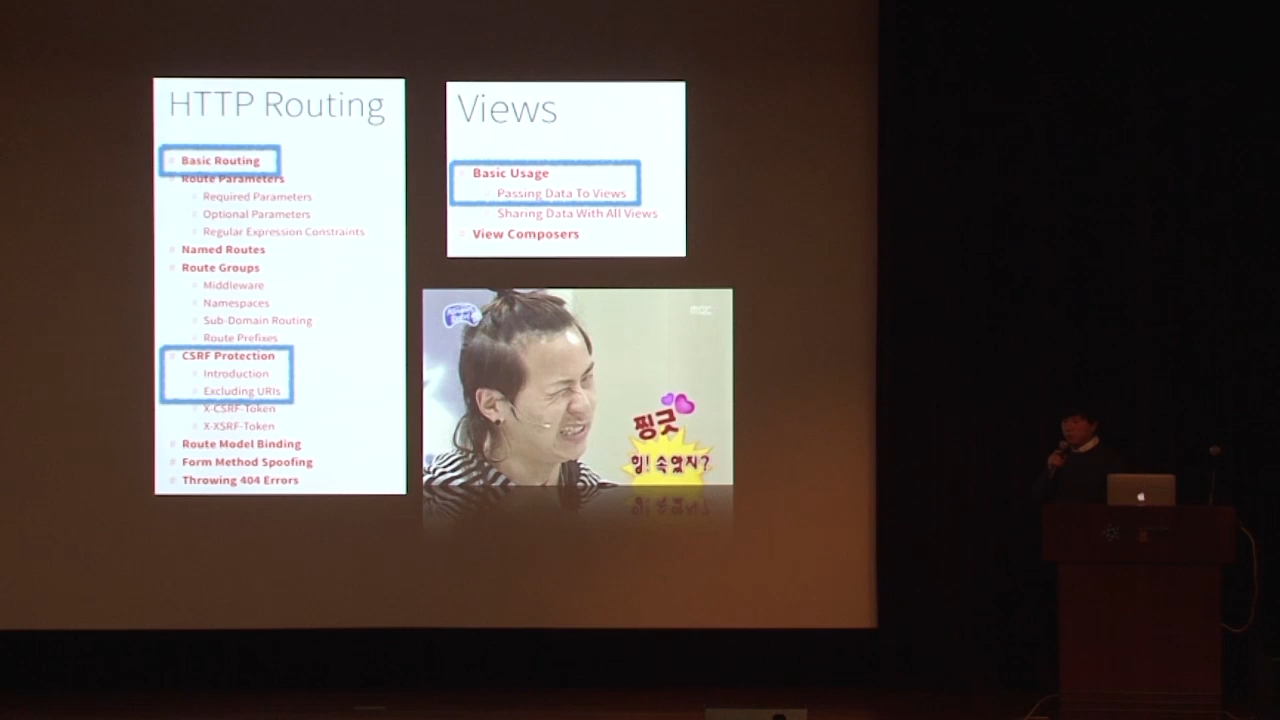 HTTP Routing
Basic Routing
Route Parameters
Required Parameters
Optional Parameters
Regular Expression Constraints
Named Routes
Route Groups
Middleware
Namespaces
Sub-Domain Routing
Route Prefixes
CSRF Protection
Introduction
Excluding URIs
X-CSRF-Token
X-XSRF-Token
Route Model Binding
Form Method Spoofing
Throwing 404 Errors
Views
Basic Usage
Passing Data To Views
Sharing Data With All Views
View Composers
찡긋
힝! 속았지?